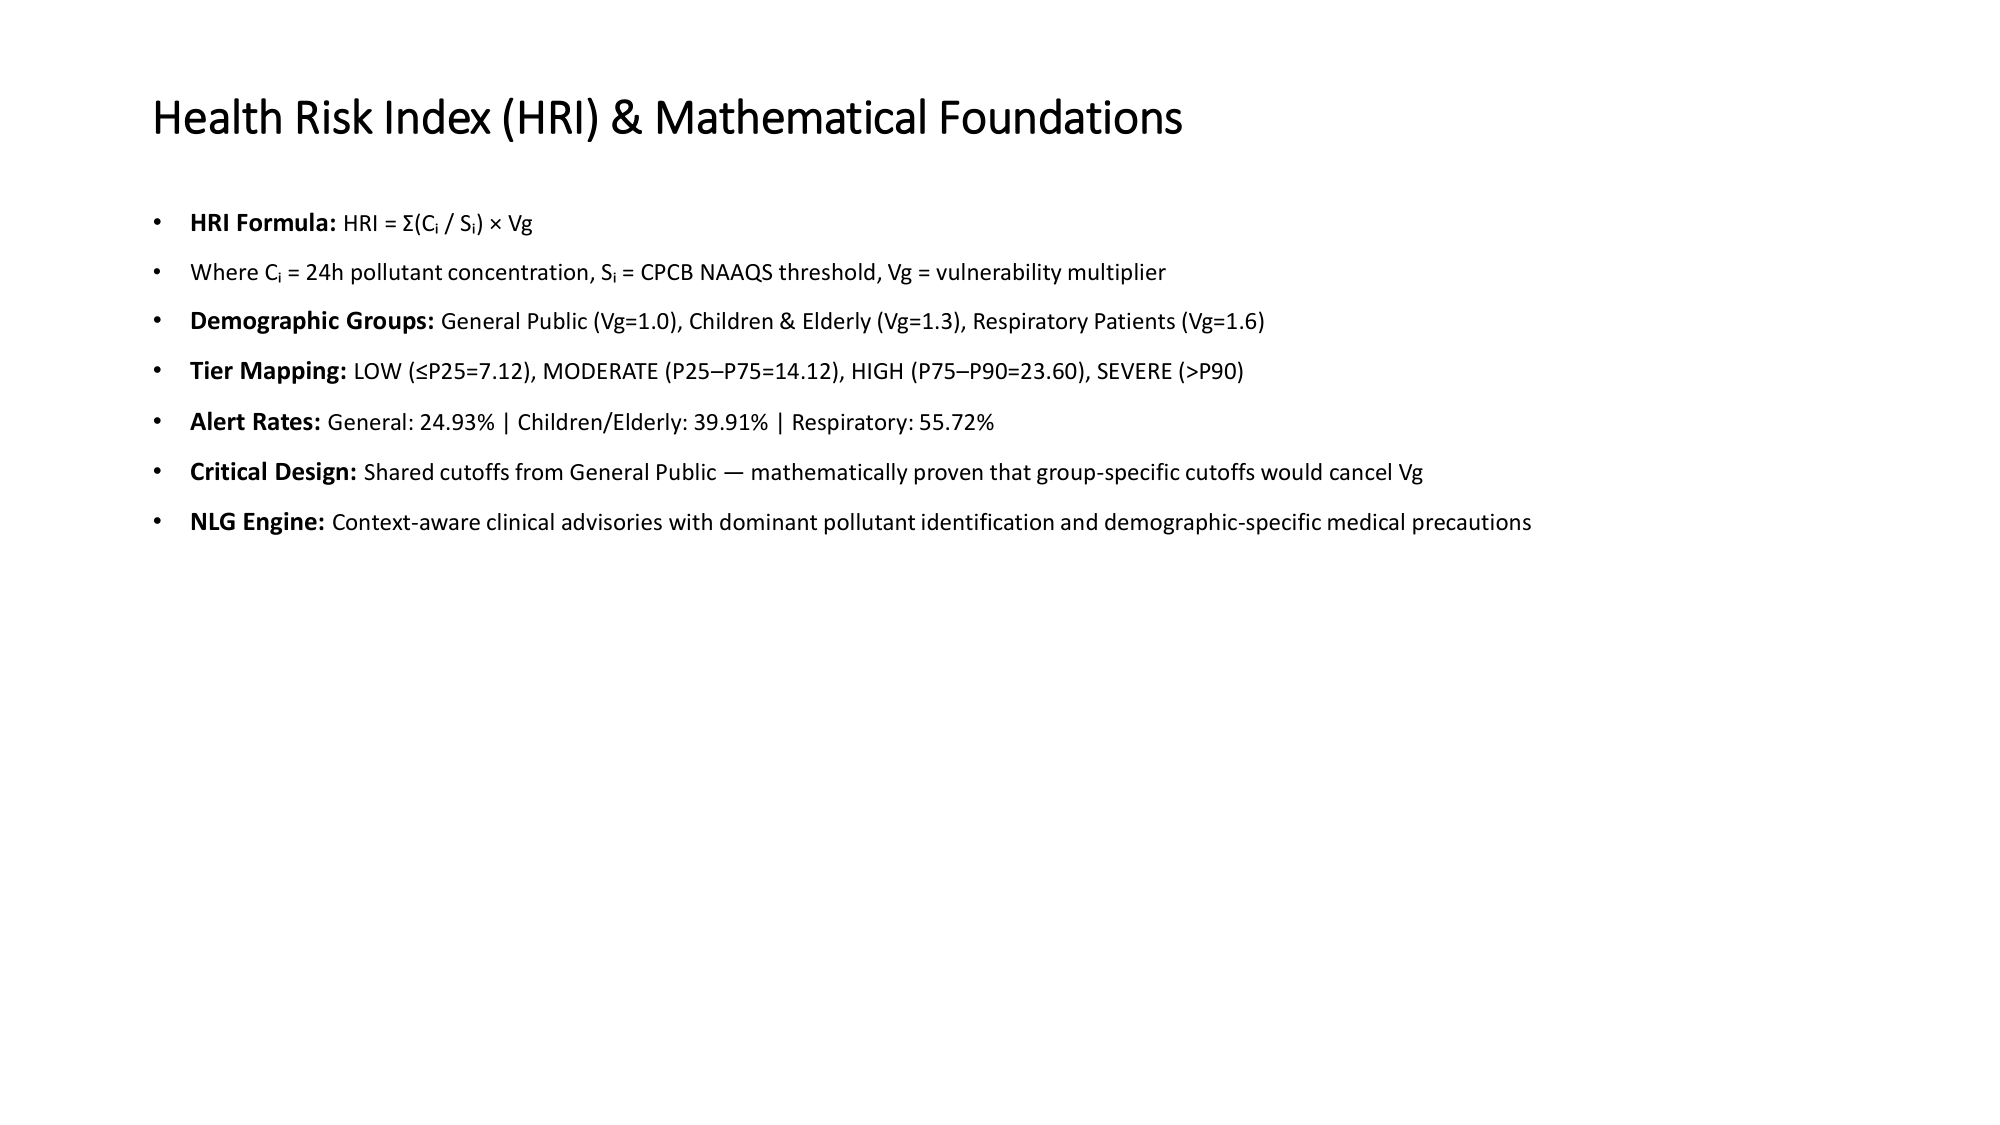 Health Risk Index (HRI) & Mathematical Foundations
• HRI Formula: HRI = Σ(Cᵢ / Sᵢ) × Vg
• Where Cᵢ = 24h pollutant concentration, Sᵢ = CPCB NAAQS threshold, Vg = vulnerability multiplier
• Demographic Groups: General Public (Vg=1.0), Children & Elderly (Vg=1.3), Respiratory Patients (Vg=1.6)
• Tier Mapping: LOW (≤P25=7.12), MODERATE (P25–P75=14.12), HIGH (P75–P90=23.60), SEVERE (>P90)
• Alert Rates: General: 24.93% | Children/Elderly: 39.91% | Respiratory: 55.72%
• Critical Design: Shared cutoffs from General Public — mathematically proven that group-specific cutoffs would cancel Vg
• NLG Engine: Context-aware clinical advisories with dominant pollutant identification and demographic-specific medical precautions